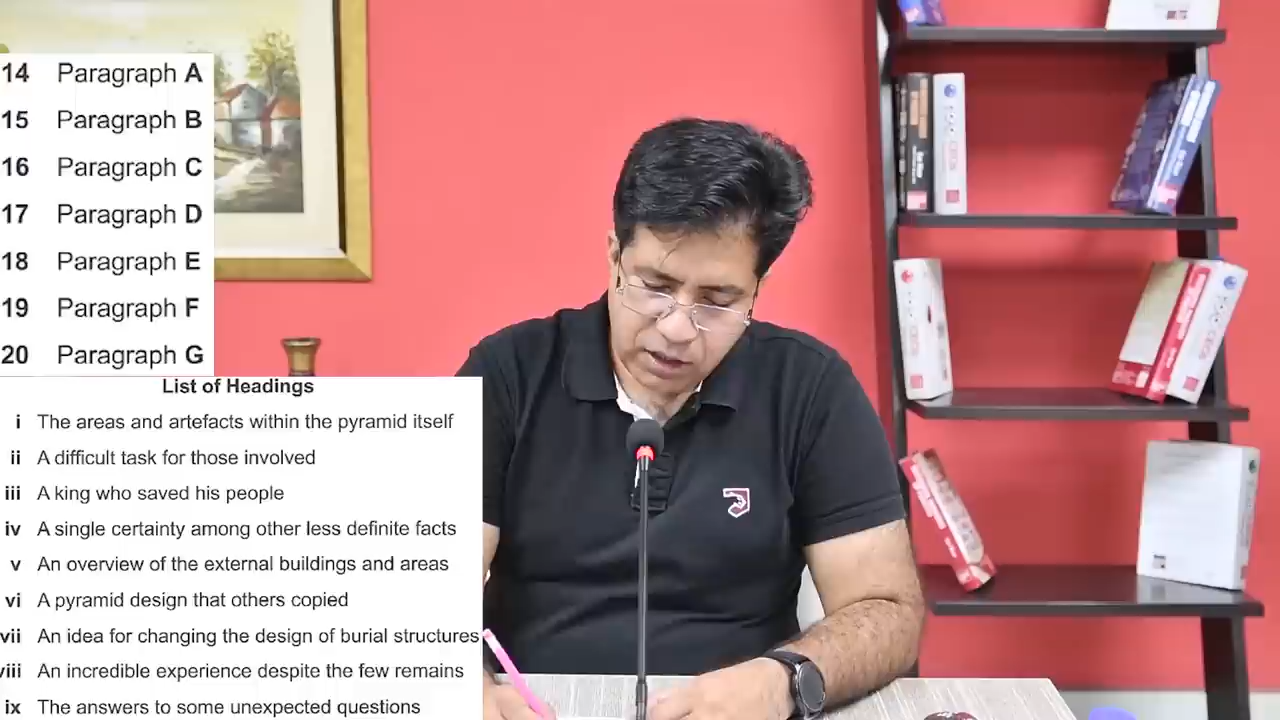 14 Paragraph A
15 Paragraph B
16 Paragraph C
17 Paragraph D
18 Paragraph E
19 Paragraph F
20 Paragraph G
List of Headings
i The areas and artefacts within the pyramid itself
ii A difficult task for those involved
iii A king who saved his people
iv A single certainty among other less definite facts
v An overview of the external buildings and areas
vi A pyramid design that others copied
vii An idea for changing the design of burial structures
viii An incredible experience despite the few remains
ix The answers to some unexpected questions